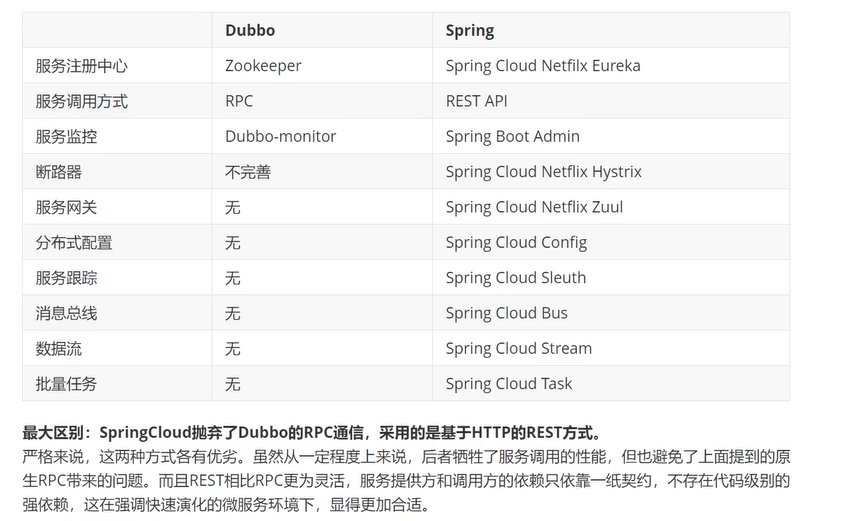 Dubbo Spring
服务注册中心 Zookeeper Spring Cloud Netfilx Eureka
服务调用方式 RPC REST API
服务监控 Dubbo-monitor Spring Boot Admin
断路器 不完善 Spring Cloud Netflix Hystrix
服务网关 无 Spring Cloud Netflix Zuul
分布式配置 无 Spring Cloud Config
服务跟踪 无 Spring Cloud Sleuth
消息总线 无 Spring Cloud Bus
数据流 无 Spring Cloud Stream
批量任务 无 Spring Cloud Task
最大区别：SpringCloud抛弃了Dubbo的RPC通信，采用的是基于HTTP的REST方式。
严格来说，这两种方式各有优劣。虽然从一定程度上来说，后者牺牲了服务调用的性能，但也避免了上面提到的原
生RPC带来的问题。而且REST相比RPC更为灵活，服务提供方和调用方的依赖只依靠一纸契约，不存在代码级别的
强依赖，这在强调快速演化的微服务环境下，显得更加合适。